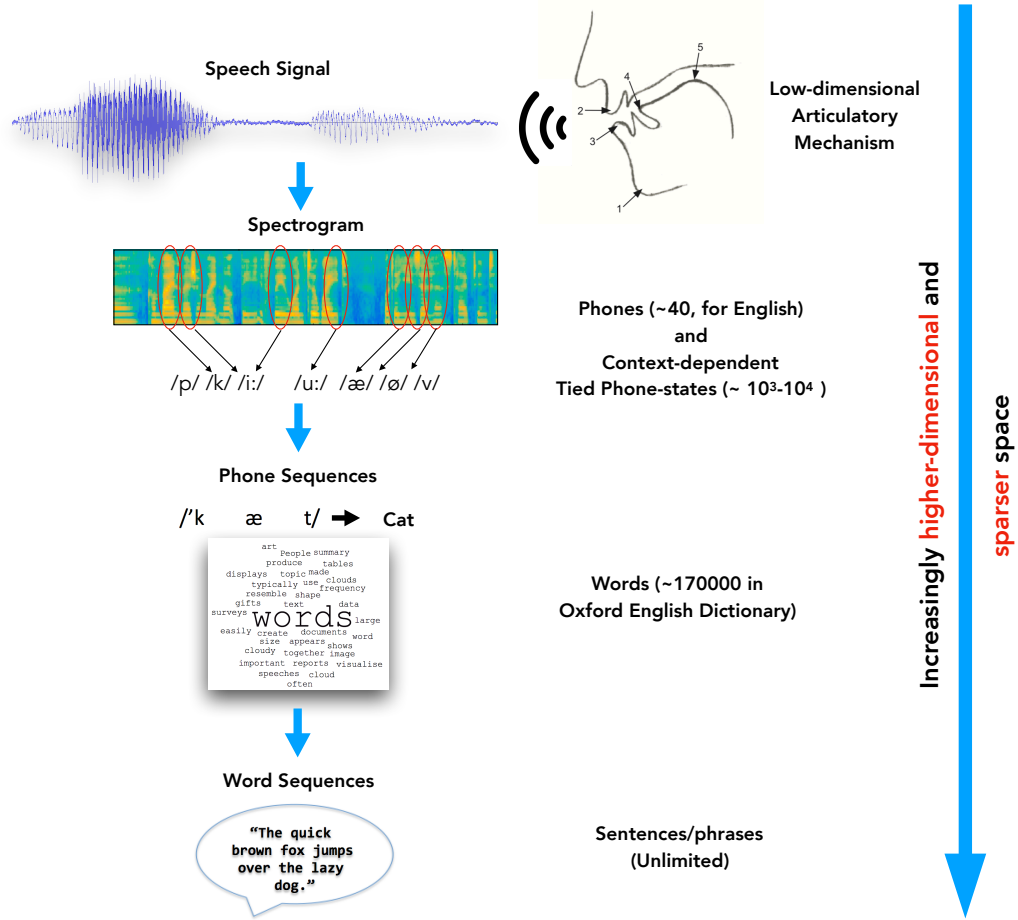 Speech Signal
5
4
2
3
1
Low-dimensional
Articulatory
Mechanism
Spectrogram
/p/ /k/ /i:/ /u:/ /æ/ /ø/ /v/
Phones (~40, for English)
and
Context-dependent
Tied Phone-states (~ 10³-10⁴ )
Phone Sequences
/'k æ t/ → Cat
art
People summary
produce tables
displays topic made
clouds
typically use
frequency
resemble shape
gifts text data
surveys
words
large
easily create documents word
size appears
shows
cloudy together image
important reports visualise
speeches cloud
often
Words (~170000 in
Oxford English Dictionary)
Word Sequences
“The quick
brown fox jumps
over the lazy
dog.”
Sentences/phrases
(Unlimited)
Increasingly higher-dimensional and
sparser space